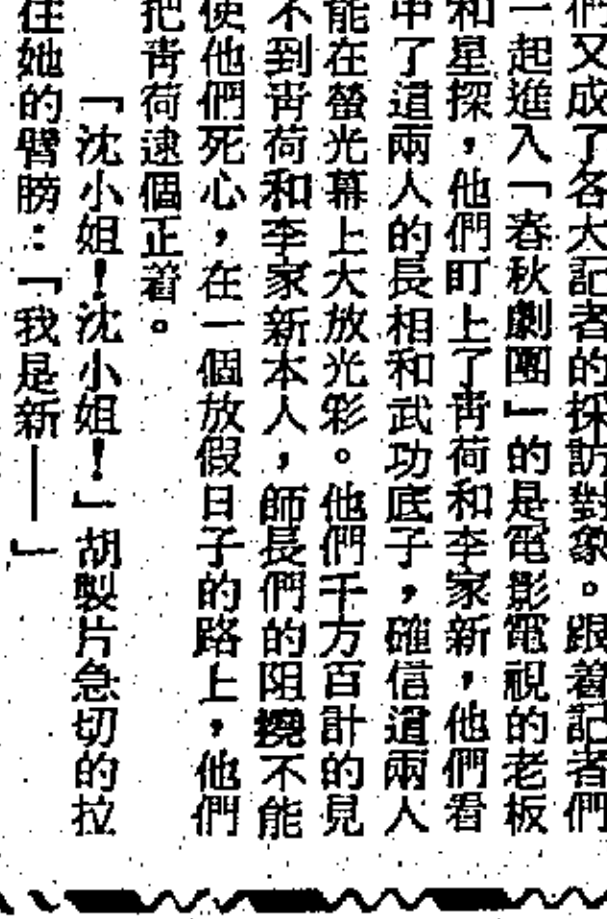 們又成了各大記者的採訪對象。跟着記者們
一起進入「春秋劇團」的是電影電視的老板
和星探，他們盯上了青荷和李家新，他們看
中了這兩人的長相和武功底子，確信這兩人
能在螢光幕上大放光彩。他們千方百計的見
不到青荷和李家新本人，師長們的阻撓不能
使他們死心，在一個放假日子的路上，他們
把青荷逮個正着。
「沈小姐！沈小姐！」胡製片急切的拉
住她的臂膀：「我是新——」